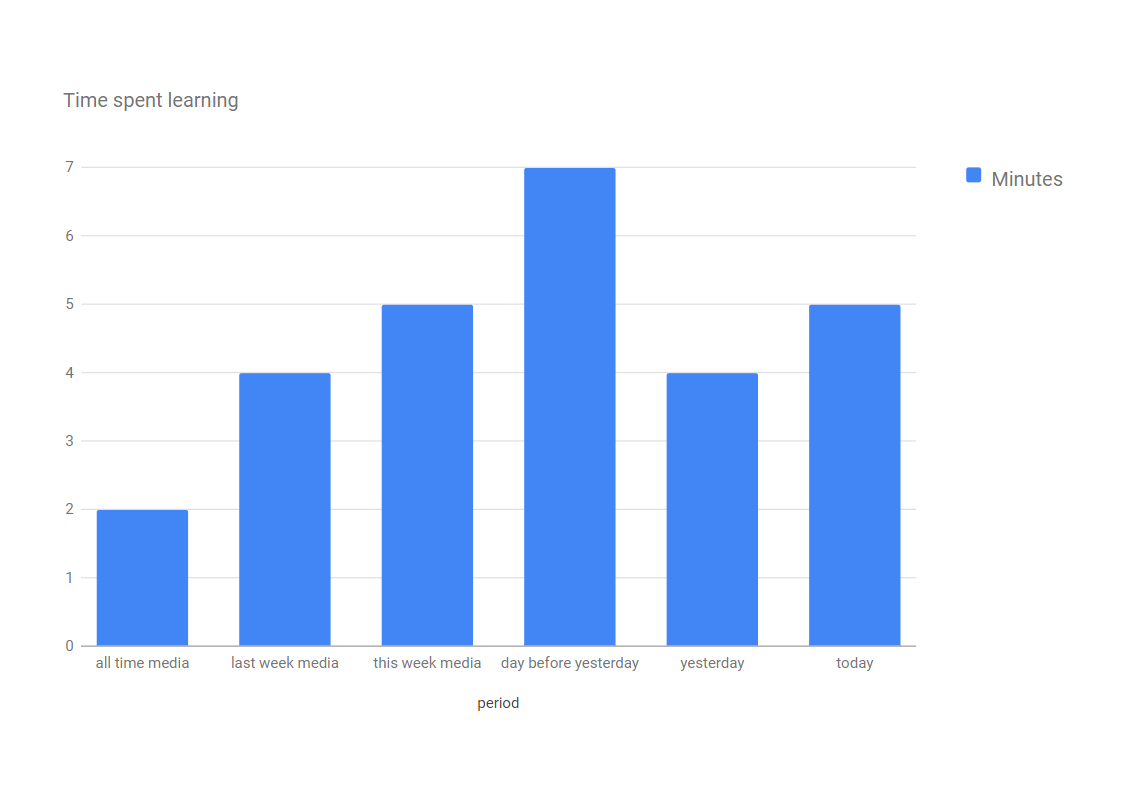 Time spent learning
7
6
5
4
3
2
1
0
Minutes
all time media last week media this week media day before yesterday yesterday today
period